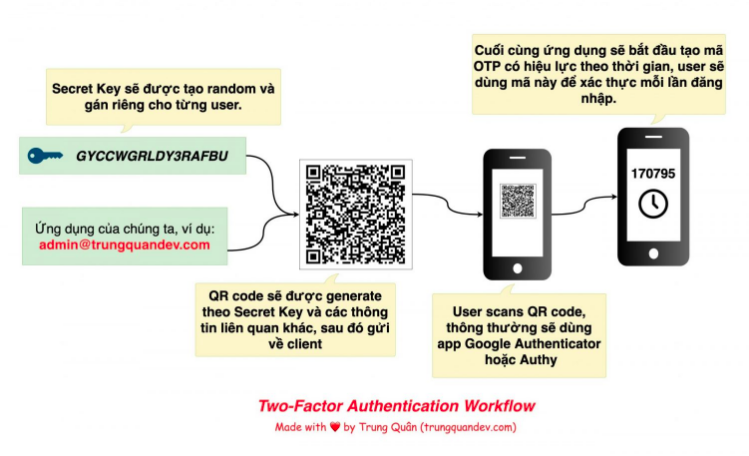 Cuối cùng ứng dụng sẽ bắt đầu tạo mã
OTP có hiệu lực theo thời gian, user sẽ
dùng mã này để xác thực mỗi lần đăng
nhập.
Secret Key sẽ được tạo random và
gán riêng cho từng user.
GYCCWGRLDY3RAFBU
170795
Ứng dụng của chúng ta, ví dụ:
admin@trungquandev.com
QR code sẽ được generate
theo Secret Key và các thông
tin liên quan khác, sau đó gửi
về client
User scans QR code,
thông thường sẽ dùng
app Google Authenticator
hoặc Authy
Two-Factor Authentication Workflow
Made with ❤ by Trung Quân (trungquandev.com)